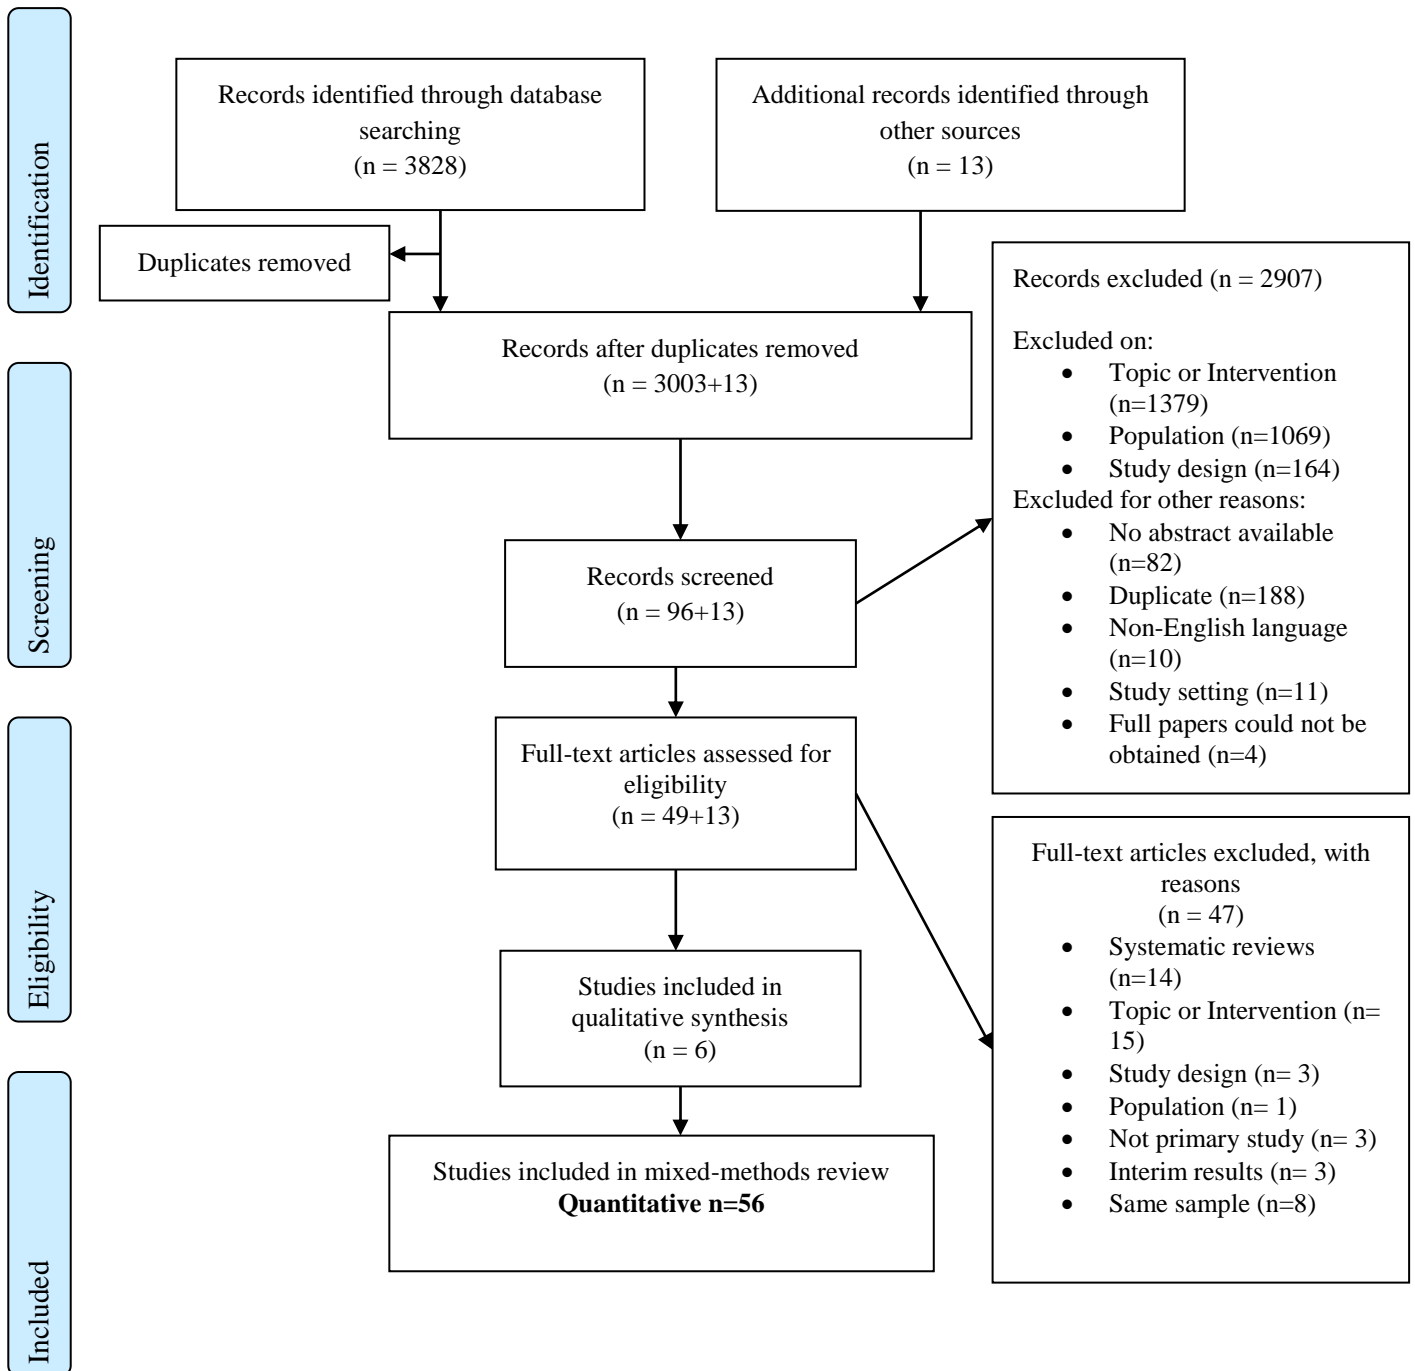 Identification
Records identified through database
searching
(n = 3828)
Additional records identified through
other sources
(n = 13)
Duplicates removed
Records after duplicates removed
(n = 3003+13)
Records excluded (n = 2907)
Excluded on:
• Topic or Intervention
(n=1379)
• Population (n=1069)
• Study design (n=164)
Excluded for other reasons:
• No abstract available
(n=82)
• Duplicate (n=188)
• Non-English language
(n=10)
• Study setting (n=11)
• Full papers could not be
obtained (n=4)
Screening
Records screened
(n = 96+13)
Eligibility
Full-text articles assessed for
eligibility
(n = 49+13)
Full-text articles excluded, with
reasons
(n = 47)
• Systematic reviews
(n=14)
• Topic or Intervention (n=
15)
• Study design (n= 3)
• Population (n= 1)
• Not primary study (n= 3)
• Interim results (n= 3)
• Same sample (n=8)
Studies included in
qualitative synthesis
(n = 6)
Included
Studies included in mixed-methods review
Quantitative n=56